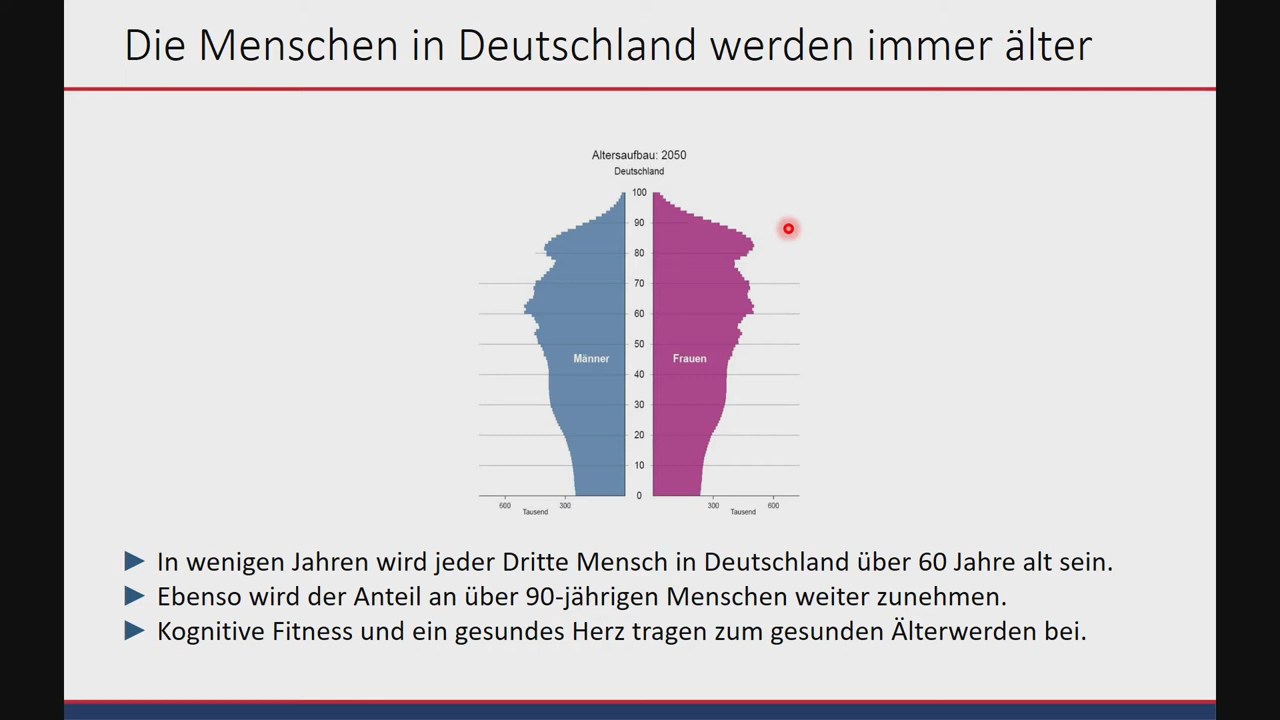 Die Menschen in Deutschland werden immer älter
Altersaufbau: 2050
Deutschland
100
90
80
70
60
50
Männer
Frauen
40
30
20
10
0
600
300
300
600
Tausend
Tausend
In wenigen Jahren wird jeder Dritte Mensch in Deutschland über 60 Jahre alt sein.
Ebenso wird der Anteil an über 90-jährigen Menschen weiter zunehmen.
Kognitive Fitness und ein gesundes Herz tragen zum gesunden Älterwerden bei.